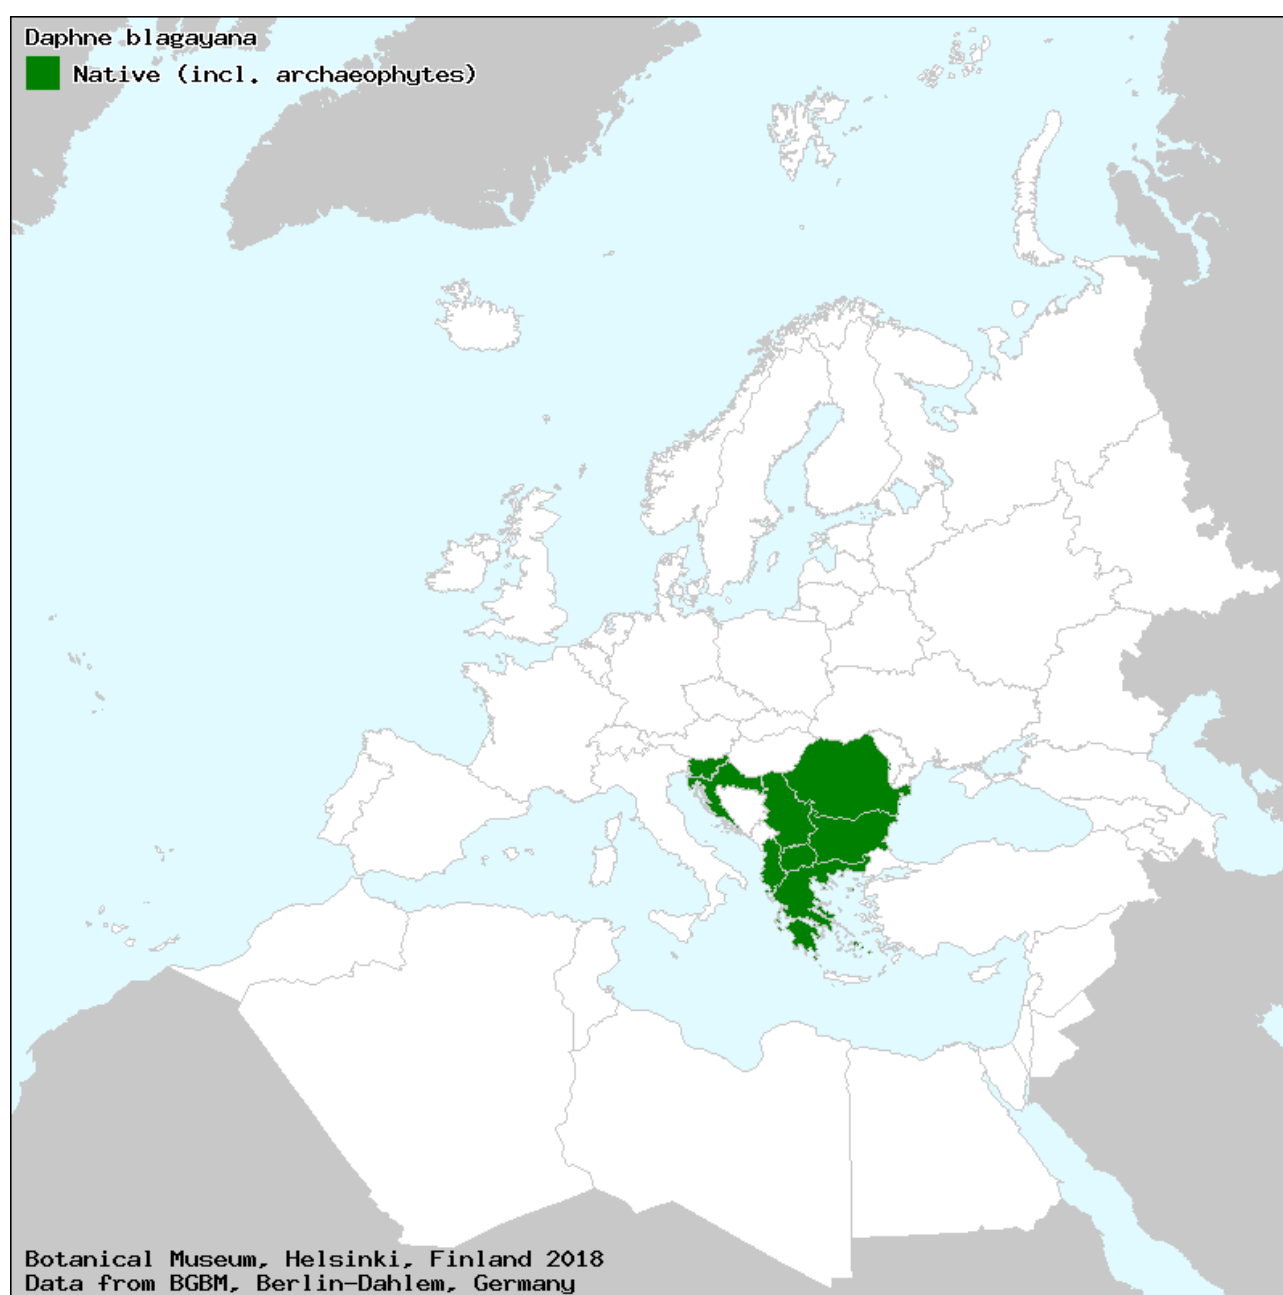 Daphne blagayana
Native (incl. archaeophytes)
Botanical Museum, Helsinki, Finland 2018
Data from BGBM, Berlin-Dahlem, Germany